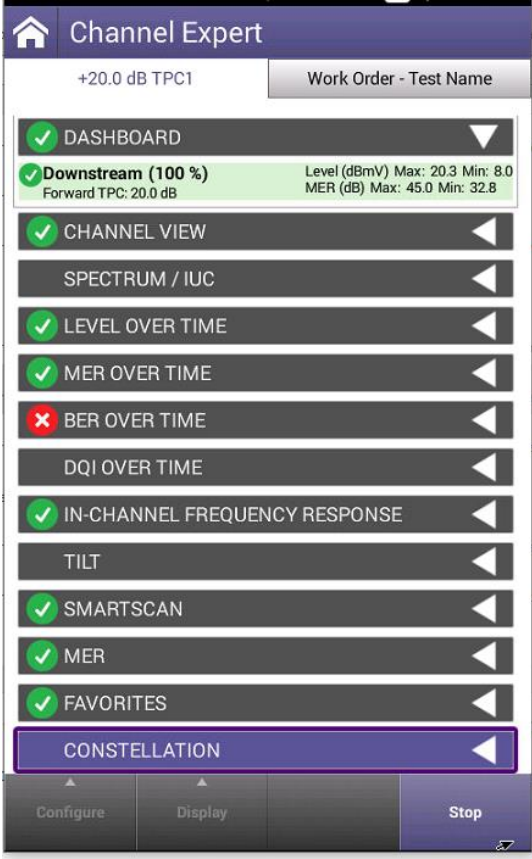 Channel Expert
+20.0 dB TPC1
Work Order - Test Name
DASHBOARD
Downstream (100 %)
Level (dBmV) Max: 20.3 Min: 8.0
Forward TPC: 20.0 dB
MER (dB) Max: 45.0 Min: 32.8
CHANNEL VIEW
SPECTRUM / IUC
LEVEL OVER TIME
MER OVER TIME
BER OVER TIME
DQI OVER TIME
IN-CHANNEL FREQUENCY RESPONSE
TILT
SMARTSCAN
MER
FAVORITES
CONSTELLATION
Configure
Display
Stop